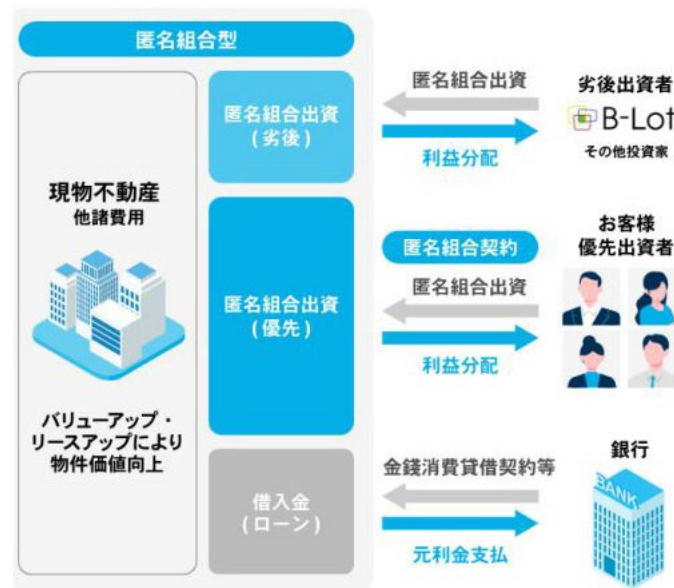 匿名組合型
現物不動産
他諸費用
バリューアップ・
リースアップにより
物件価値向上
匿名組合出資
(劣後)
匿名組合出資
(優先)
借入金
(ローン)
匿名組合出資
利益分配
劣後出資者
B-Lot
その他投資家
匿名組合契約
匿名組合出資
利益分配
お客様
優先出資者
金銭消費貸借契約等
元利金支払
銀行
BANK